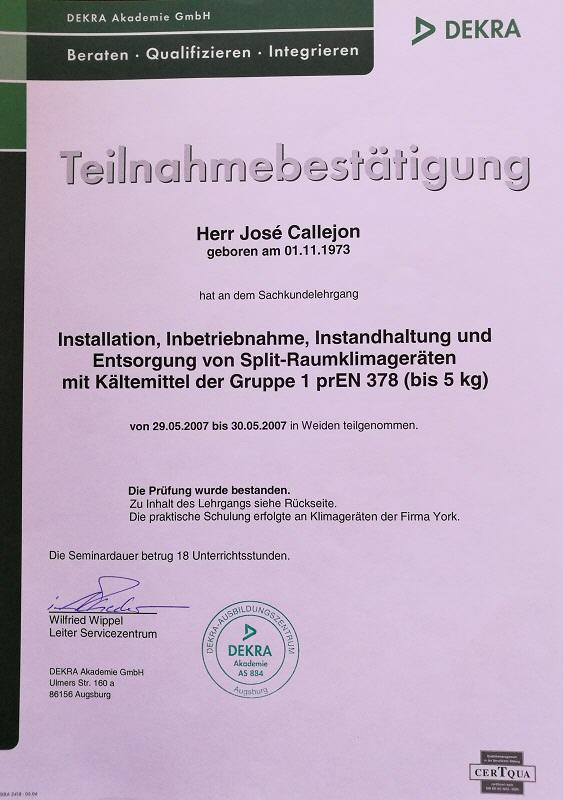 DEKRA Akademie GmbH
Beraten · Qualifizieren · Integrieren
DEKRA
Teilnahmebestätigung
Herr José Callejon
geboren am 01.11.1973
hat an dem Sachkundelehrgang
Installation, Inbetriebnahme, Instandhaltung und
Entsorgung von Split-Raumklimageräten
mit Kältemittel der Gruppe 1 prEN 378 (bis 5 kg)
von 29.05.2007 bis 30.05.2007 in Weiden teilgenommen.
Die Prüfung wurde bestanden.
Zu Inhalt des Lehrgangs siehe Rückseite.
Die praktische Schulung erfolgte an Klimageräten der Firma York.
Die Seminardauer betrug 18 Unterrichtsstunden.
Wilfried Wippel
Leiter Servicezentrum
DEKRA-AUSBILDUNGSZENTRUM
DEKRA
Akademie
AS 884
Augsburg
DEKRA Akademie GmbH
Ulmers Str. 160 a
86156 Augsburg
CERTQUA